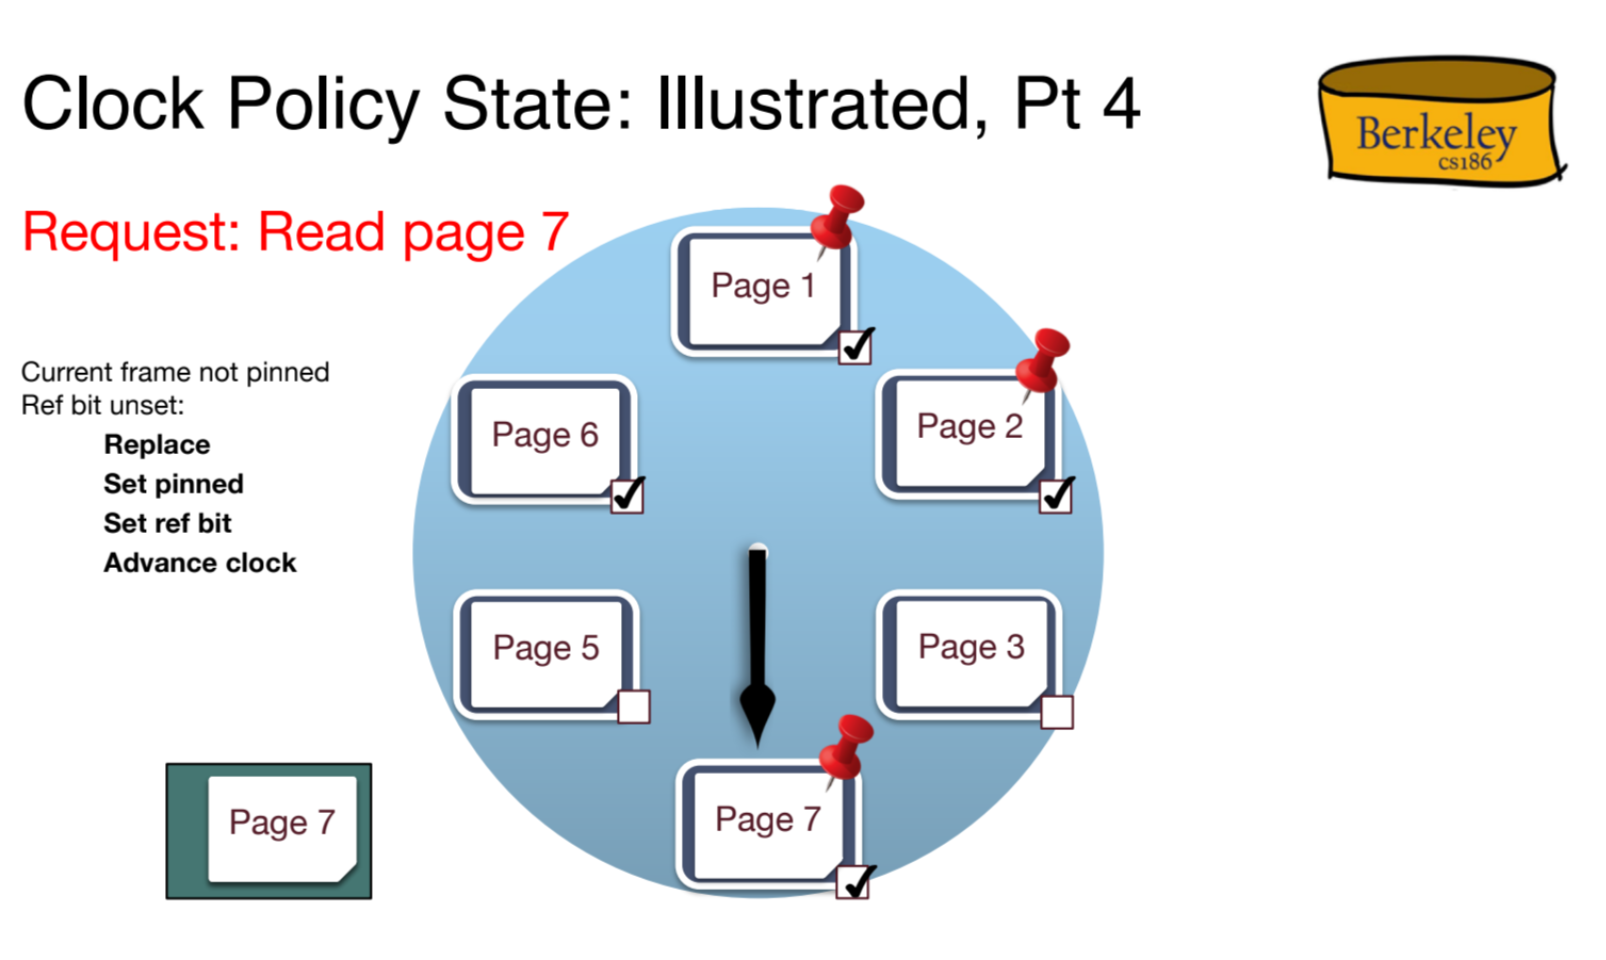 Clock Policy State: Illustrated, Pt 4
Berkeley
cs186
Request: Read page 7
Current frame not pinned
Ref bit unset:
Replace
Set pinned
Set ref bit
Advance clock
Page 1
Page 2
Page 6
Page 5
Page 3
Page 7
Page 7